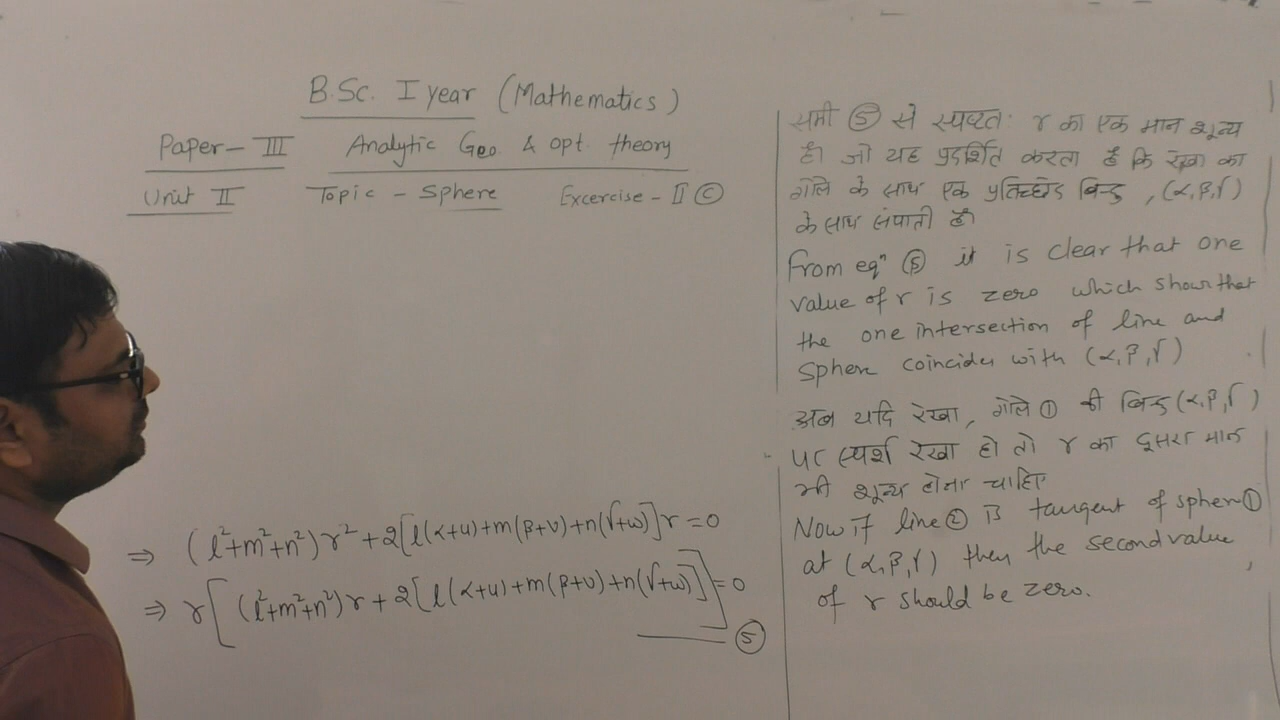 B.Sc. I year (Mathematics)
Paper- III Analytic Geo. & opt. theory
Unit II Topic - Sphere Excercise - II (C)
⇒ (l²+m²+n²)r²+2[l(α+u)+m(β+v)+n(γ+w)]r=0
⇒ r[(l²+m²+n²)r+2[l(α+u)+m(β+v)+n(γ+w)]]=0
⑤
समी ⑤ से स्पष्टतः r का एक मान शून्य
है। जो यह प्रदर्शित करता है कि रेखा का
गोले के साथ एक प्रतिच्छेद बिन्दु, (α,β,γ)
के साथ संपाती है।
From eqⁿ ⑤ it is clear that one
value of r is zero which show that
the one intersection of line and
Sphere coincides with (α,β,γ)
अब यदि रेखा, गोले ① की बिन्दु (α,β,γ)
पर स्पर्श रेखा हो तो r का दूसरा मान
भी शून्य होना चाहिए
Now if line ② is tangent of spher ①
at (α,β,γ) then the second value
of r should be zero.